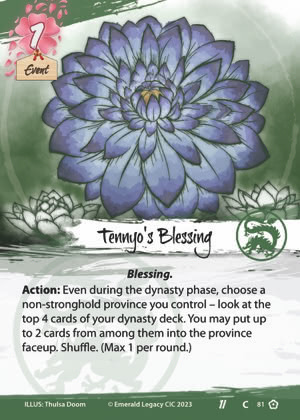 1
Event
Tennyo's Blessing
Blessing.
Action: Even during the dynasty phase, choose a
non-stronghold province you control – look at the
top 4 cards of your dynasty deck. You may put up
to 2 cards from among them into the province
faceup. Shuffle. (Max 1 per round.)
ILLUS: Thulsa Doom © Emerald Legacy CIC 2023 C 81